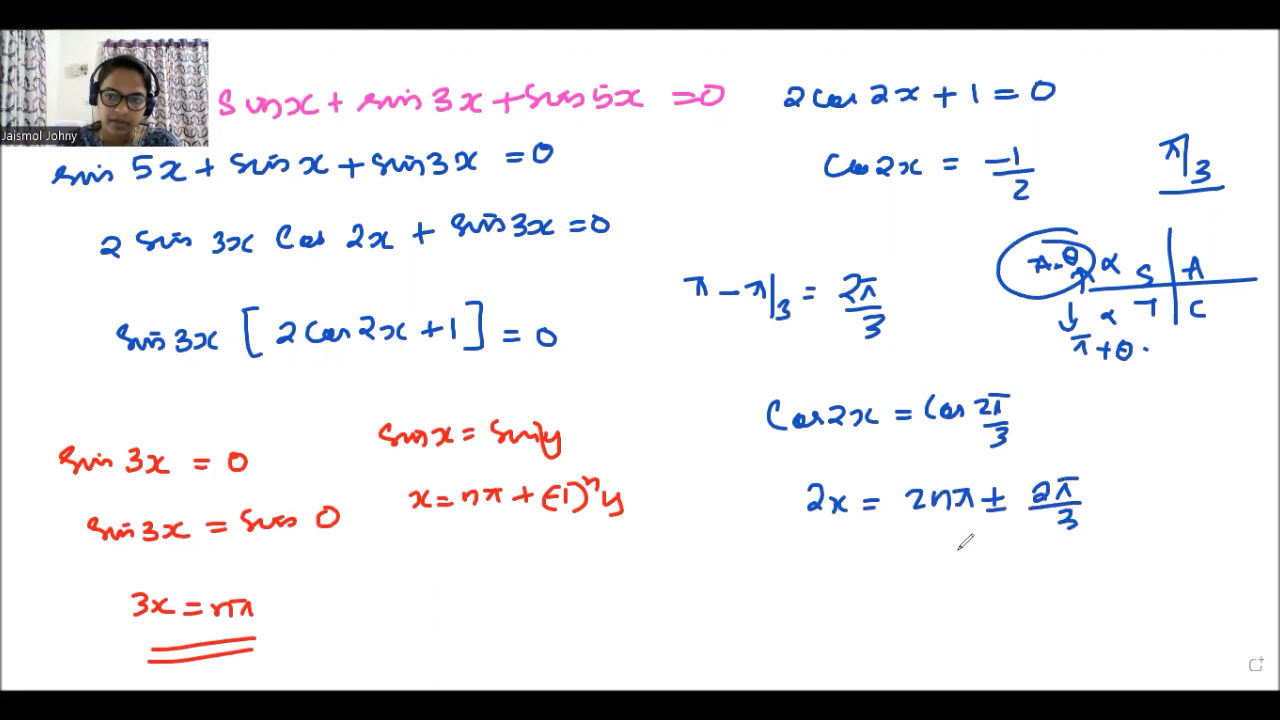 Jaismol Johny
sin x + sin 3x + sin 5x = 0
sin 5x + sin x + sin 3x = 0
2 sin 3x cos 2x + sin 3x = 0
sin 3x [ 2 cos 2x + 1 ] = 0
sin 3x = 0
sin 3x = sin 0
3x = nπ
sin x = sin y
x = nπ + (-1)ⁿ y
2 cos 2x + 1 = 0
cos 2x = -1/2
π/3
π - π/3 = 2π/3
π - θ
α S A
α T C
π + θ .
cos 2x = cos 2π/3
2x = 2nπ ± 2π/3